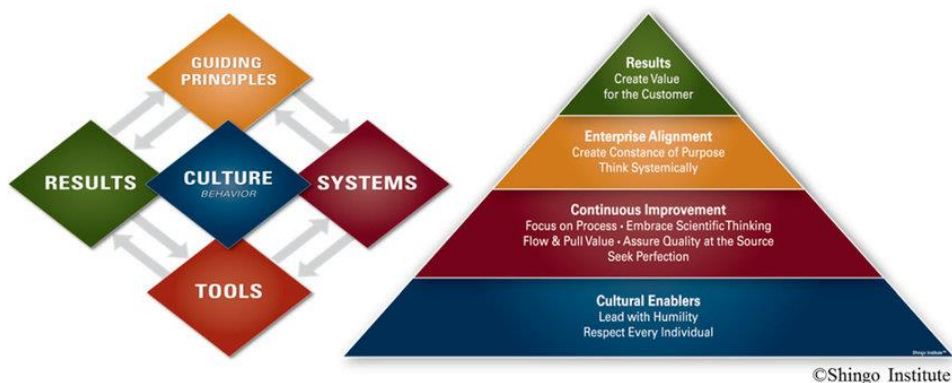 GUIDING
PRINCIPLES
RESULTS
CULTURE
BEHAVIOR
SYSTEMS
TOOLS
Results
Create Value
for the Customer
Enterprise Alignment
Create Constance of Purpose
Think Systemically
Continuous Improvement
Focus on Process • Embrace Scientific Thinking
Flow & Pull Value • Assure Quality at the Source
Seek Perfection
Cultural Enablers
Lead with Humility
Respect Every Individual
Shingo Institute™
©Shingo Institute